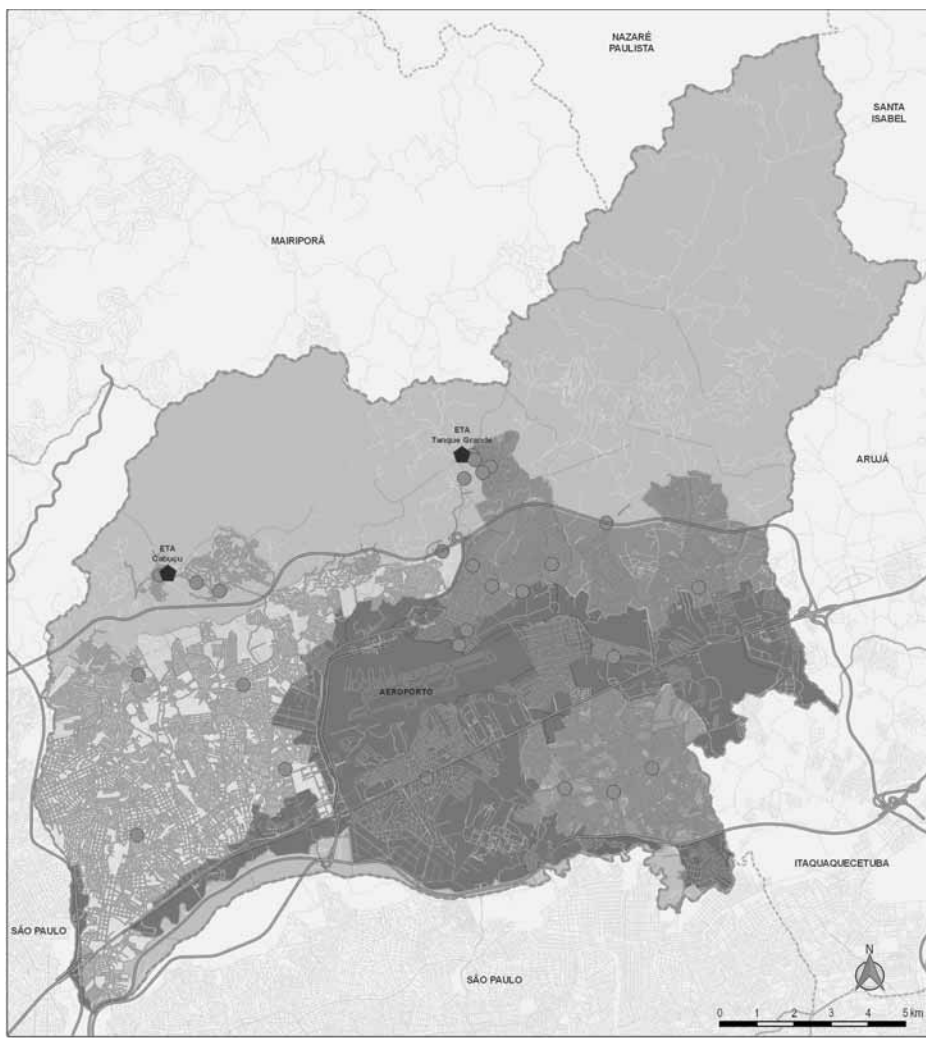 NAZARÉ
PAULISTA
SANTA
ISABEL
MAIRIPORÃ
ETA
Tanque Grande
ARUJÁ
ETA
Cabuçu
AEROPORTO
ITAQUAQUECETUBA
SÃO PAULO
SÃO PAULO
N
0 1 2 3 4 5 km